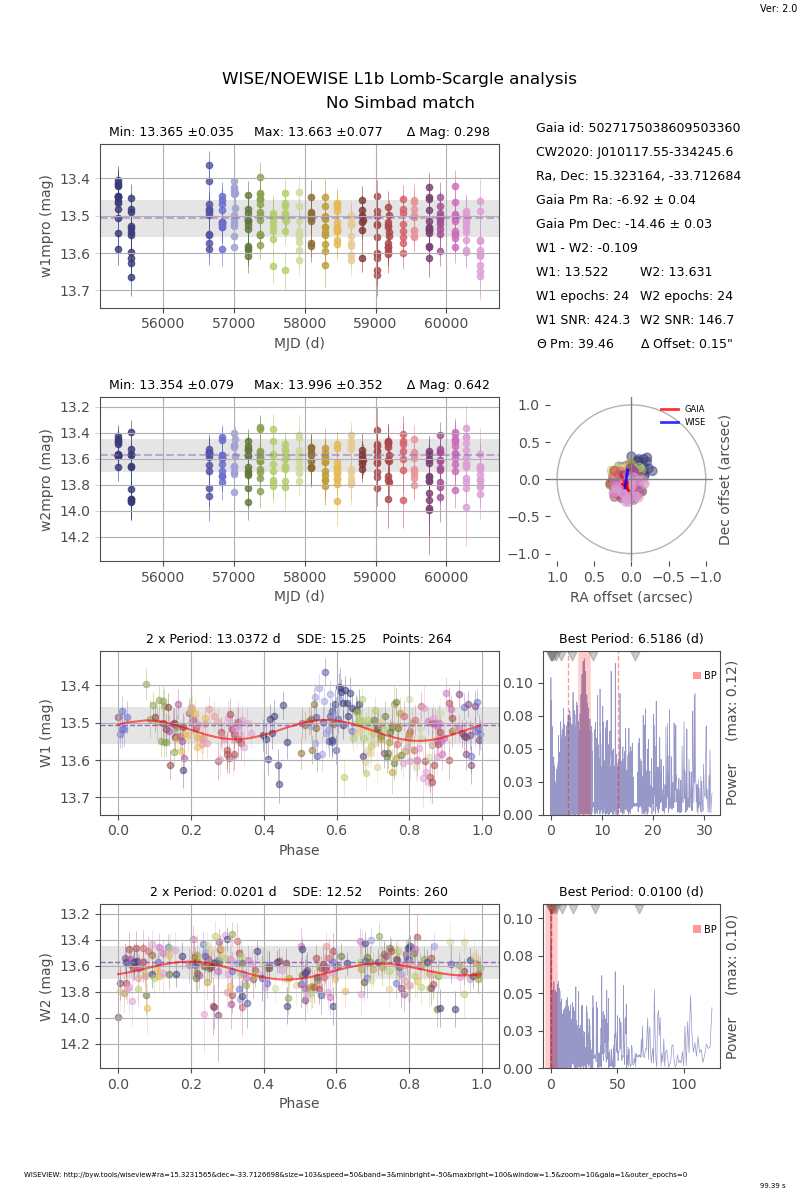 Ver: 2.0
WISE/NOEWISE L1b Lomb-Scargle analysis
No Simbad match
Min: 13.365 ±0.035 Max: 13.663 ±0.077 Δ Mag: 0.298
13.4
13.5
13.6
13.7
w1mpro (mag)
56000 57000 58000 59000 60000
MJD (d)
Gaia id: 5027175038609503360
CW2020: J010117.55-334245.6
Ra, Dec: 15.323164, -33.712684
Gaia Pm Ra: -6.92 ± 0.04
Gaia Pm Dec: -14.46 ± 0.03
W1 - W2: -0.109
W1: 13.522 W2: 13.631
W1 epochs: 24 W2 epochs: 24
W1 SNR: 424.3 W2 SNR: 146.7
Θ Pm: 39.46 Δ Offset: 0.15"
Min: 13.354 ±0.079 Max: 13.996 ±0.352 Δ Mag: 0.642
13.2
13.4
13.6
13.8
14.0
14.2
w2mpro (mag)
56000 57000 58000 59000 60000
MJD (d)
GAIA
WISE
1.0
0.5
0.0
−0.5
−1.0
Dec offset (arcsec)
1.0 0.5 0.0 −0.5 −1.0
RA offset (arcsec)
2 x Period: 13.0372 d SDE: 15.25 Points: 264
13.4
13.5
13.6
13.7
W1 (mag)
0.0 0.2 0.4 0.6 0.8 1.0
Phase
Best Period: 6.5186 (d)
BP
0.10
0.08
0.05
0.03
0.00
Power (max: 0.12)
0 10 20 30
2 x Period: 0.0201 d SDE: 12.52 Points: 260
13.2
13.4
13.6
13.8
14.0
14.2
W2 (mag)
0.0 0.2 0.4 0.6 0.8 1.0
Phase
Best Period: 0.0100 (d)
BP
0.10
0.08
0.05
0.03
0.00
Power (max: 0.10)
0 50 100
WISEVIEW: http://byw.tools/wiseview#ra=15.3231565&dec=-33.7126698&size=103&speed=50&band=3&minbright=-50&maxbright=100&window=1.5&zoom=10&gaia=1&outer_epochs=0
99.39 s